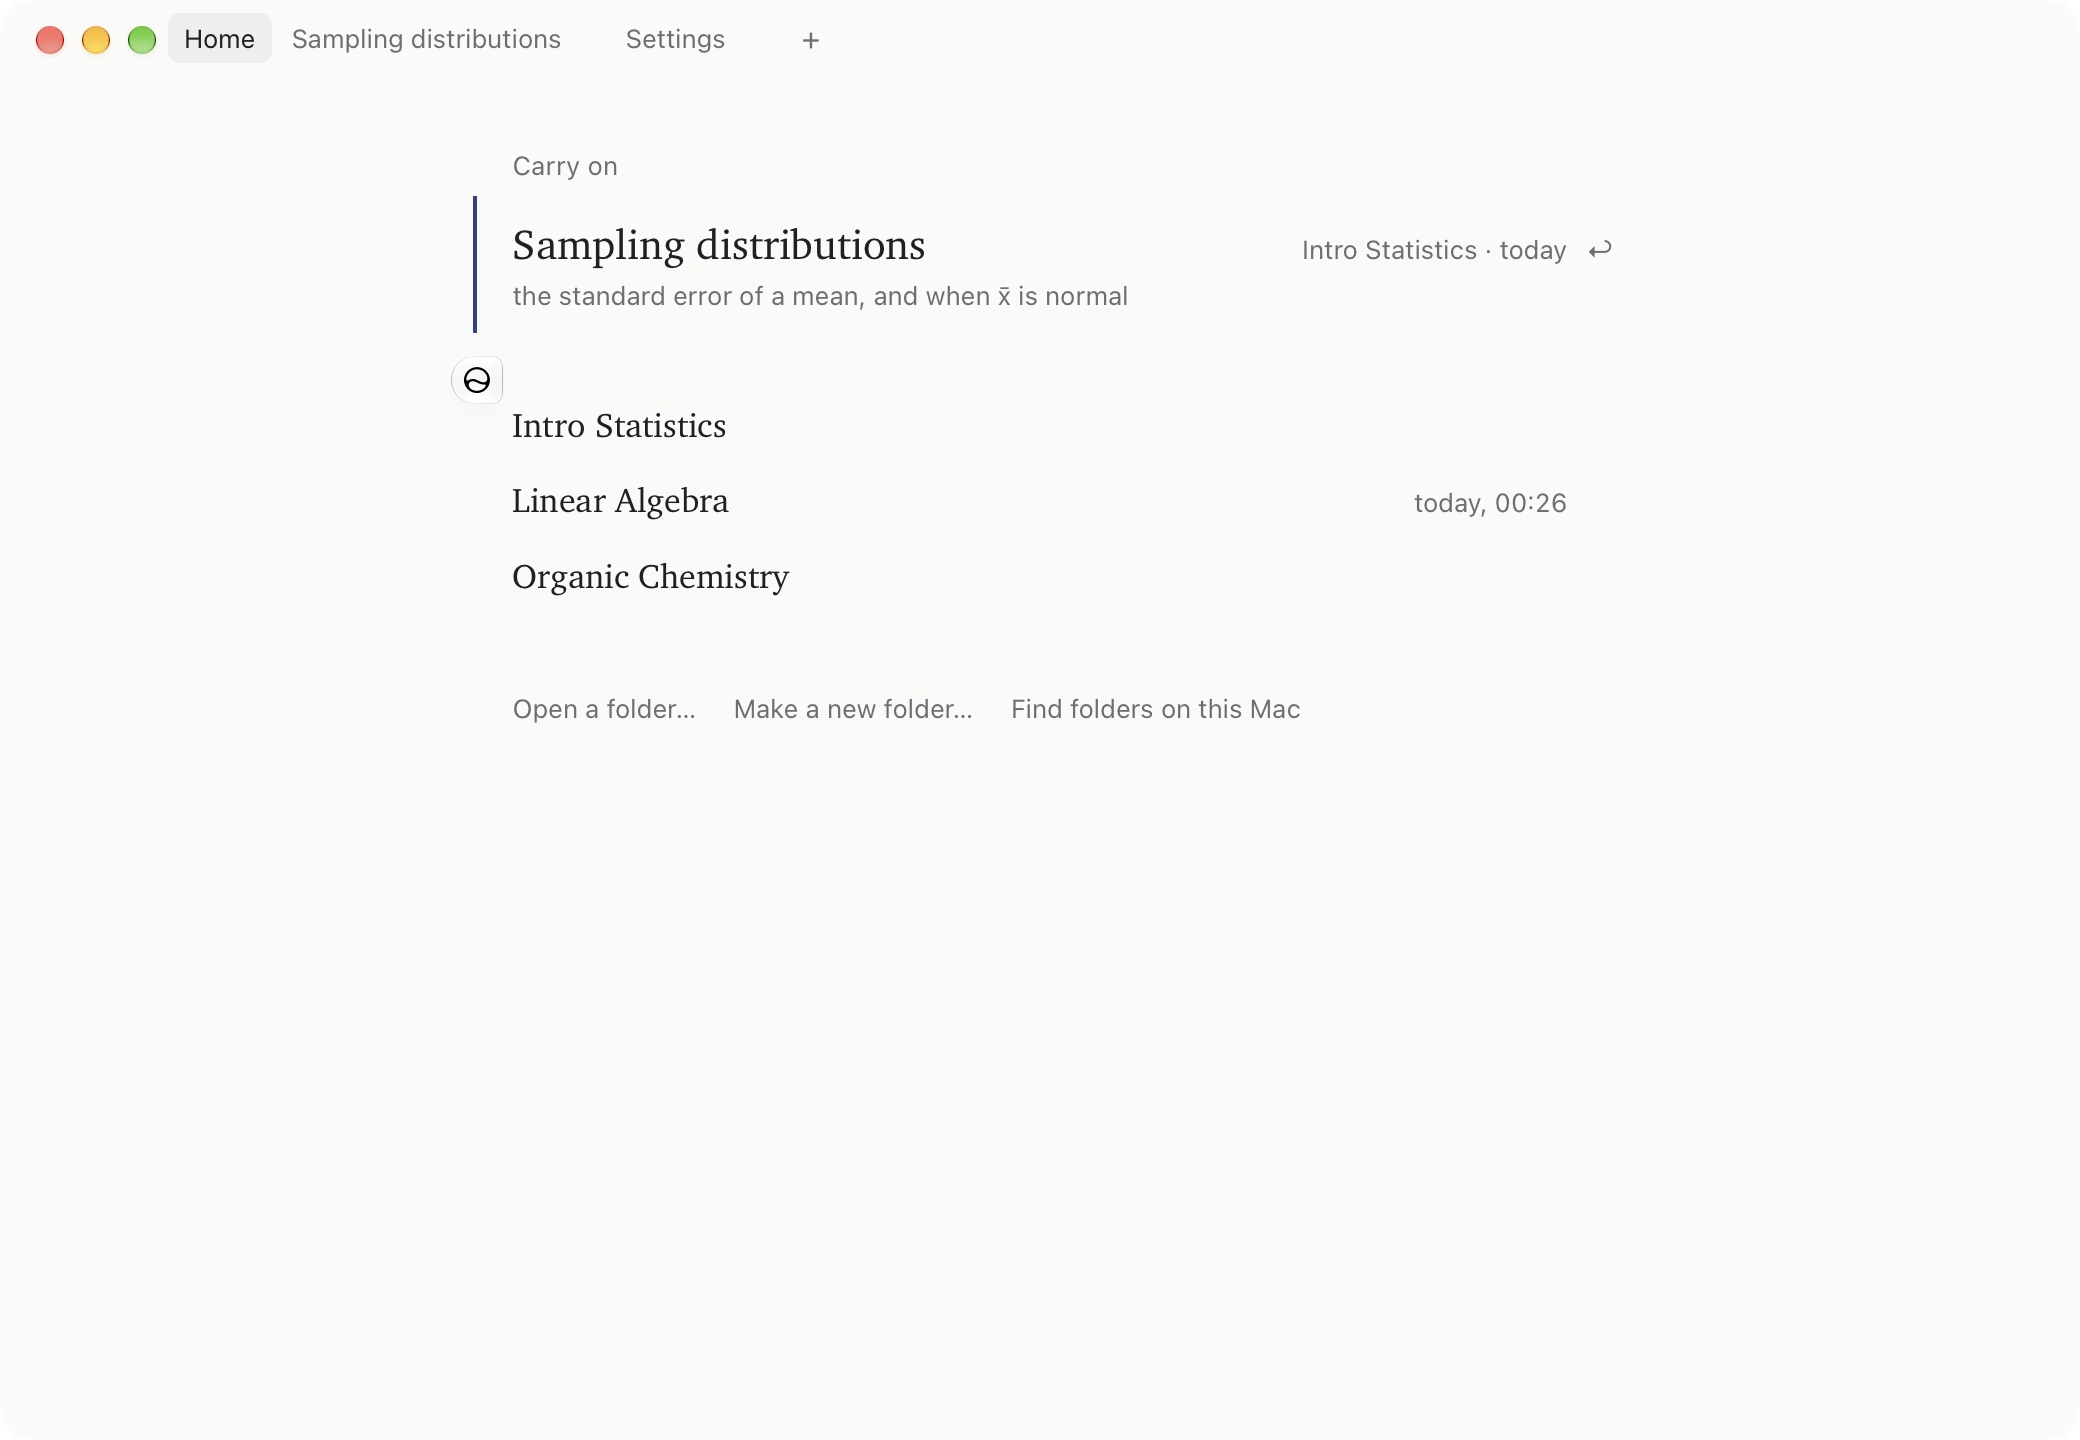 Home Sampling distributions Settings +
Carry on
Sampling distributions
Intro Statistics · today
the standard error of a mean, and when x̄ is normal
Intro Statistics
Linear Algebra
today, 00:26
Organic Chemistry
Open a folder... Make a new folder... Find folders on this Mac